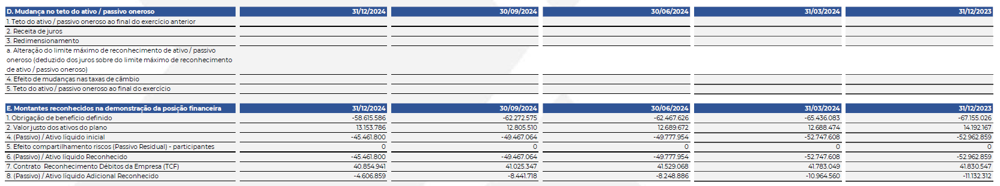 D. Mudança no teto do ativo / passivo oneroso 31/12/2024 30/09/2024 30/06/2024 31/03/2024 31/12/2023
1. Teto do ativo / passivo oneroso ao final do exercício anterior
2. Receita de juros
3. Redimensionamento
a. Alteração do limite máximo de reconhecimento de ativo / passivo
oneroso (deduzido dos juros sobre do limite máximo de reconhecimento
de ativo / passivo oneroso)
4. Efeito de mudanças nas taxas de câmbio
5. Teto do ativo / passivo oneroso ao final do exercício
E. Montantes reconhecidos na demonstração da posição financeira 31/12/2024 30/09/2024 30/06/2024 31/03/2024 31/12/2023
1. Obrigação de benefício definido -58.615.586 -62.272.575 -62.467.626 -65.436.083 -67.155.026
2. Valor justo dos ativos do plano 13.153.786 12.805.510 12.689.672 12.688.474 14.192.167
4. (Passivo) / Ativo líquido inicial -45.461.800 -49.467.064 -49.777.954 -52.747.608 -52.962.859
5. Efeito compartilhamento riscos (Passivo Residual) - participantes 0 0 0 0 0
6. (Passivo) / Ativo líquido Reconhecido -45.461.800 -49.467.064 -49.777.954 -52.747.608 -52.962.859
7. Contrato Reconhecimento Débitos da Empresa (TCF) 40.854.941 41.025.347 41.529.068 41.783.049 41.830.547
8. (Passivo) / Ativo líquido Adicional Reconhecido -4.606.859 -8.441.718 -8.248.886 -10.964.560 -11.132.312